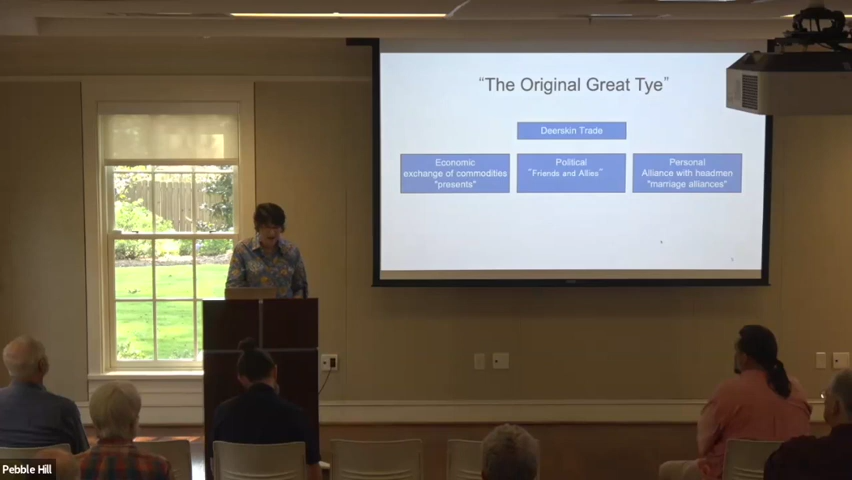 “The Original Great Tye”
Deerskin Trade
Economic
exchange of commodities
"presents"
Political
“Friends and Allies”
Personal
Alliance with headmen
"marriage alliances"
Pebble Hill